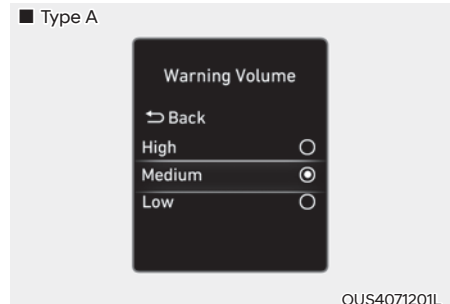 ■ Type A
Warning Volume
⮌ Back
High
Medium
Low
OUS4071201L